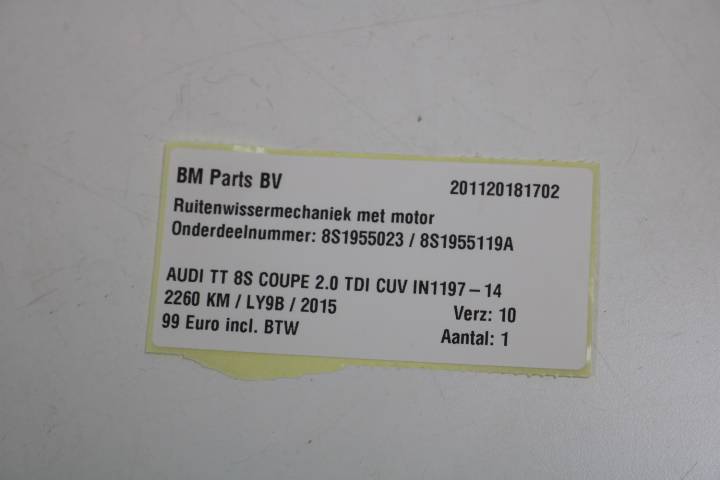 BM Parts BV 201120181702
Ruitenwissermechaniek met motor
Onderdeelnummer: 8S1955023 / 8S1955119A
AUDI TT 8S COUPE 2.0 TDI CUV IN1197-14
2260 KM / LY9B / 2015 Verz: 10
99 Euro incl. BTW Aantal: 1